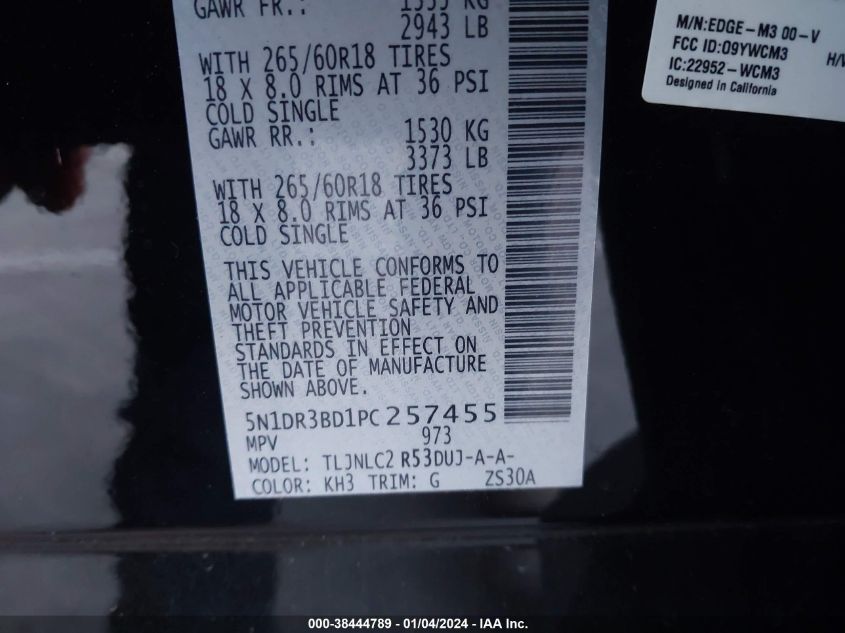 GAWR FR.: 1335 KG
2943 LB
WITH 265/60R18 TIRES
18 X 8.0 RIMS AT 36 PSI
COLD SINGLE
GAWR RR.: 1530 KG
3373 LB
WITH 265/60R18 TIRES
18 X 8.0 RIMS AT 36 PSI
COLD SINGLE
THIS VEHICLE CONFORMS TO
ALL APPLICABLE FEDERAL
MOTOR VEHICLE SAFETY AND
THEFT PREVENTION
STANDARDS IN EFFECT ON
THE DATE OF MANUFACTURE
SHOWN ABOVE.
5N1DR3BD1PC257455
MPV 973
MODEL: TLJNLC2 R53DUJ-A-A-
COLOR: KH3 TRIM: G ZS30A
M/N:EDGE-M3 00-V
FCC ID:O9YWCM3 H/V
IC:22952-WCM3
Designed in California
000-38444789 - 01/04/2024 - IAA Inc.